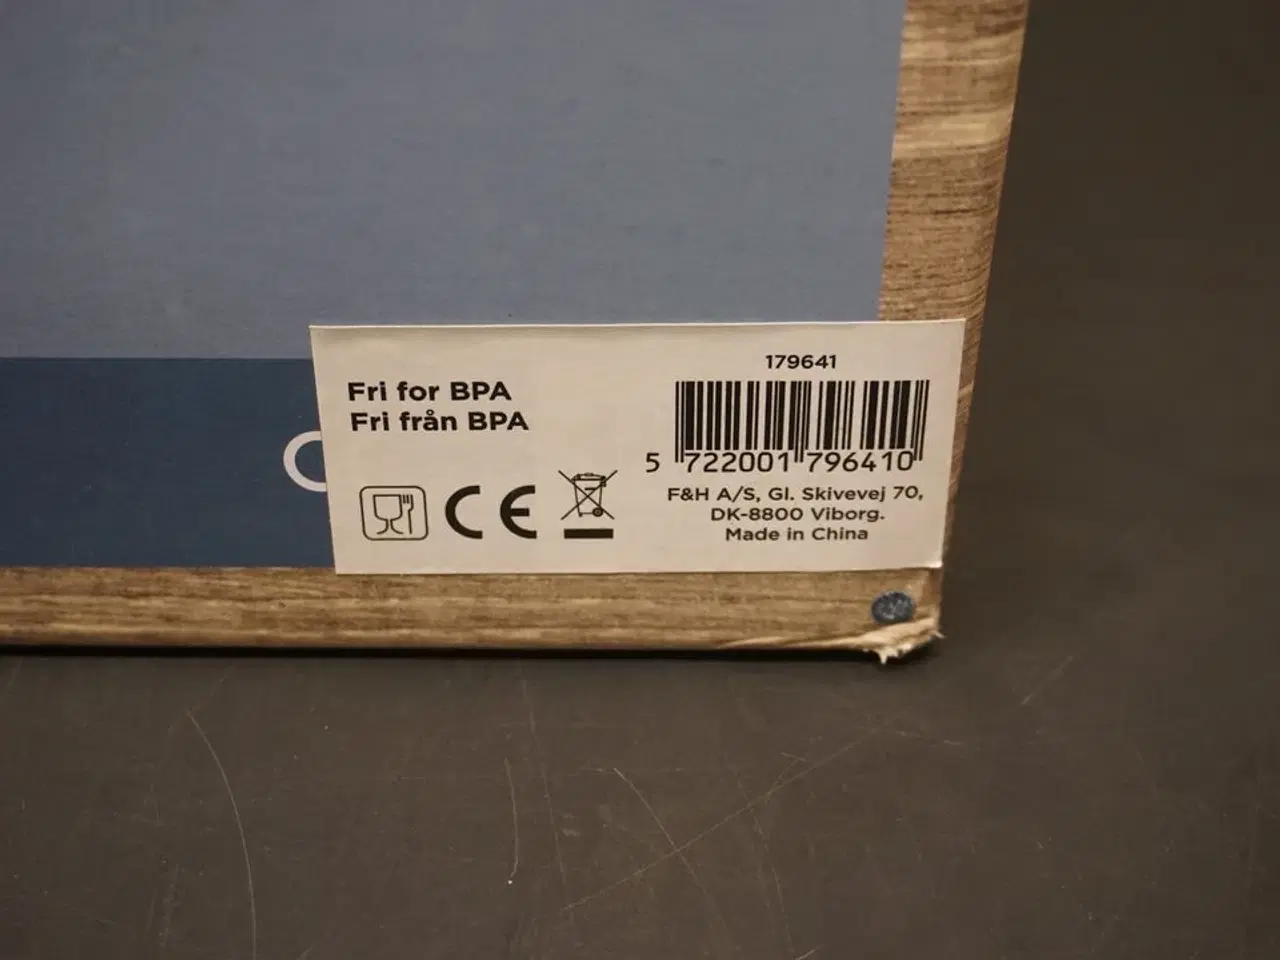 Fri for BPA
Fri från BPA
CE
179641
5 722001 796410
F&H A/S, Gl. Skivevej 70,
DK-8800 Viborg.
Made in China